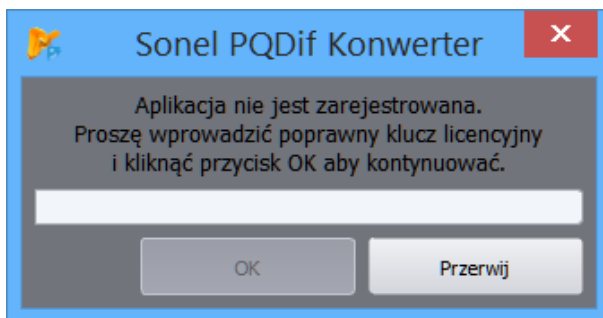 Sonel PQDif Konwerter
Aplikacja nie jest zarejestrowana.
Proszę wprowadzić poprawny klucz licencyjny
i kliknąć przycisk OK aby kontynuować.
OK
Przerwij